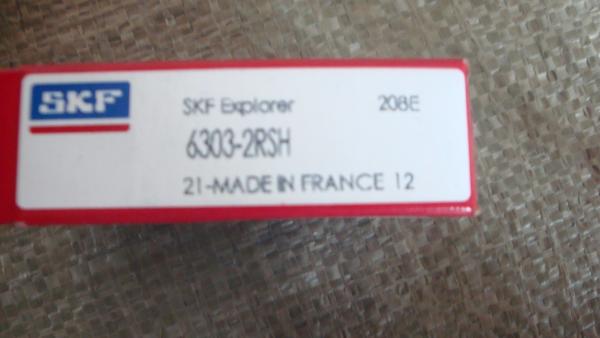 SKF
SKF Explorer 208E
6303-2RSH
21-MADE IN FRANCE 12